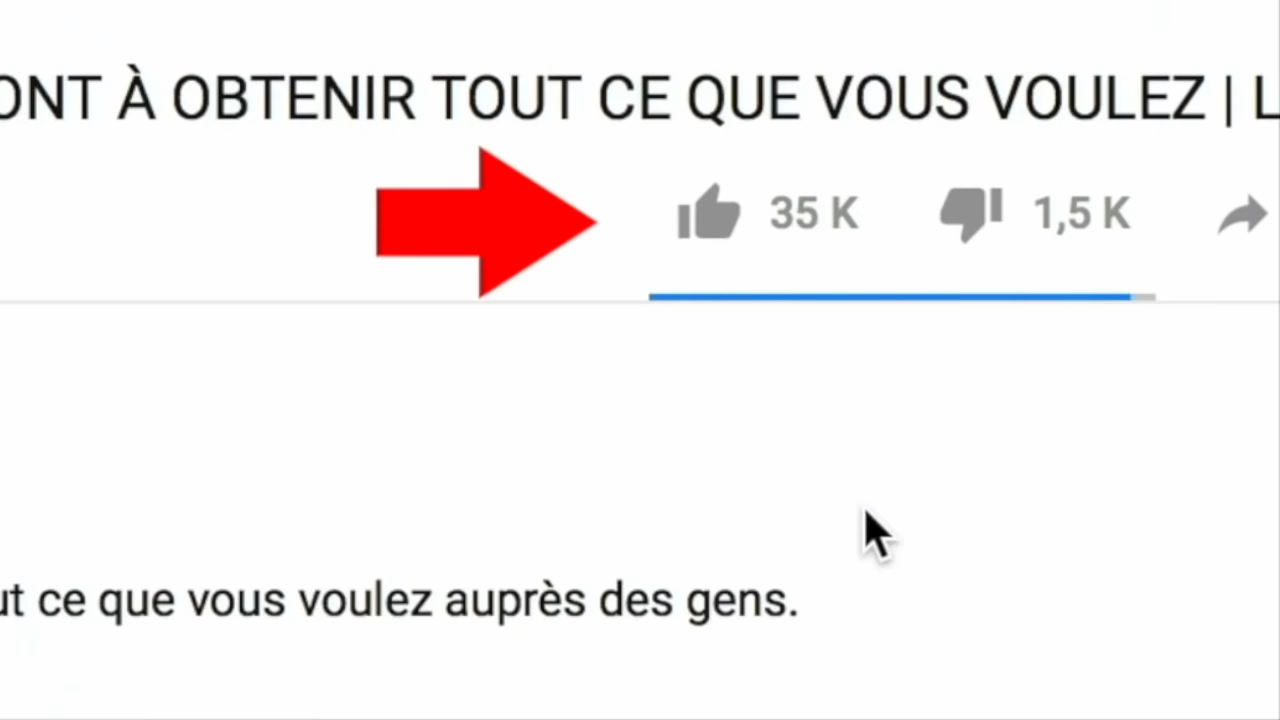 ONT À OBTENIR TOUT CE QUE VOUS VOULEZ | L
35 K 1,5 K
ut ce que vous voulez auprès des gens.